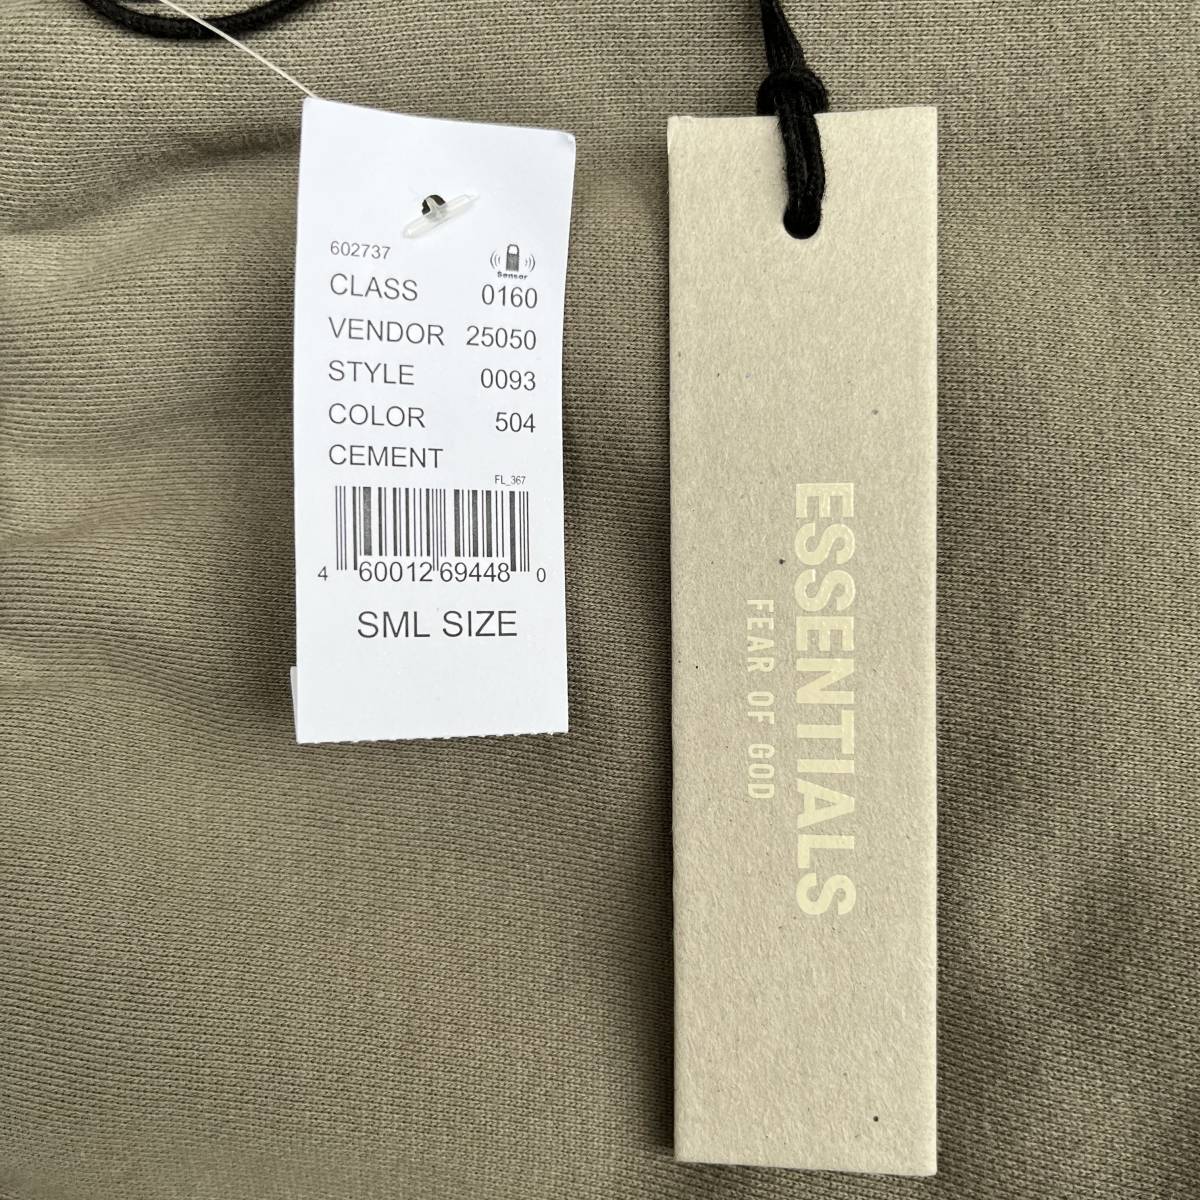 602737
Sensor
CLASS 0160
VENDOR 25050
STYLE 0093
COLOR 504
CEMENT
FL_367
4 60012 69448 0
SML SIZE
ESSENTIALS
FEAR OF GOD